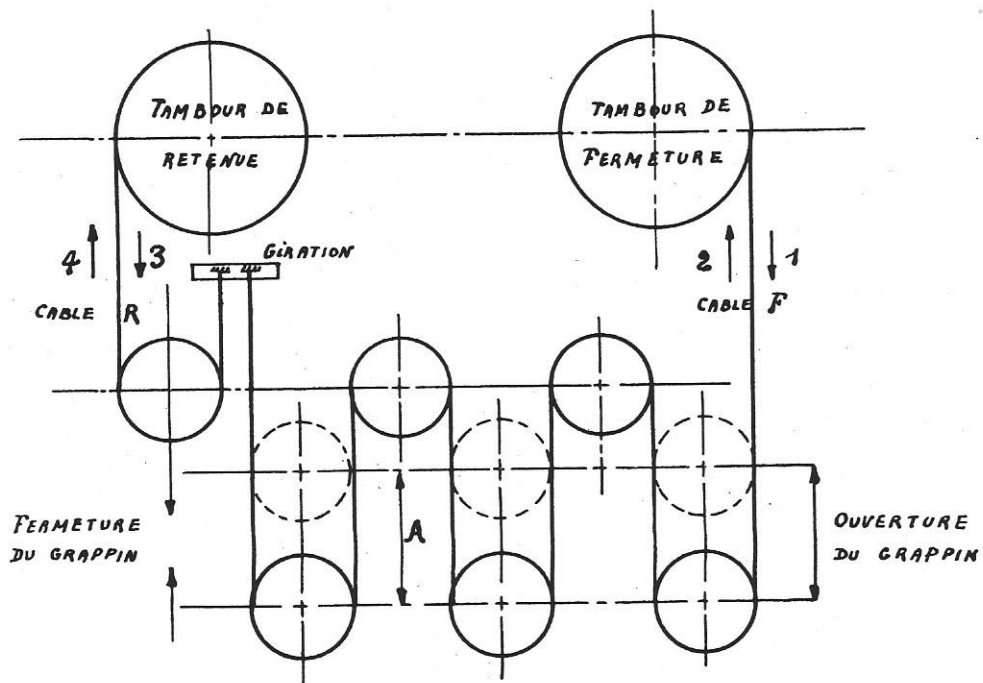 TAMBOUR DE
RETENUE
TAMBOUR DE
FERMETURE
4
3
GIRATION
2
1
CABLE R
CABLE F
A
FERMETURE
DU GRAPPIN
OUVERTURE
DU GRAPPIN